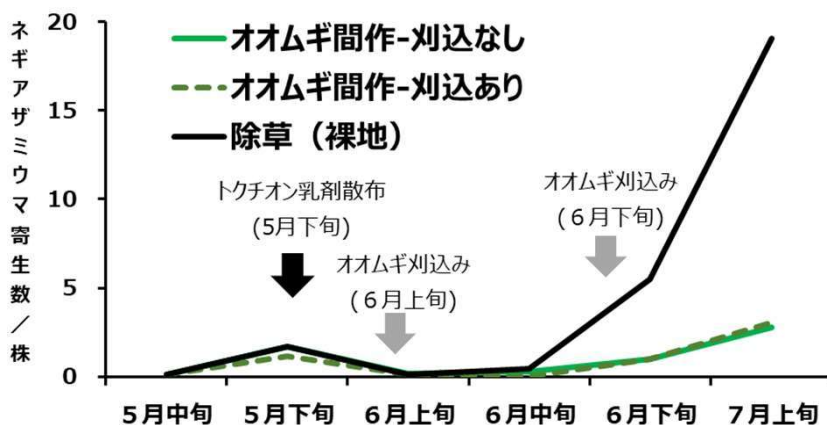 ネギアザミウマ寄生数／株
20
15
10
5
0
オオムギ間作-刈込なし
オオムギ間作-刈込あり
除草（裸地）
トクチオン乳剤散布
(5月下旬)
オオムギ刈込み
(６月上旬)
オオムギ刈込み
(６月下旬)
５月中旬
５月下旬
６月上旬
６月中旬
６月下旬
７月上旬